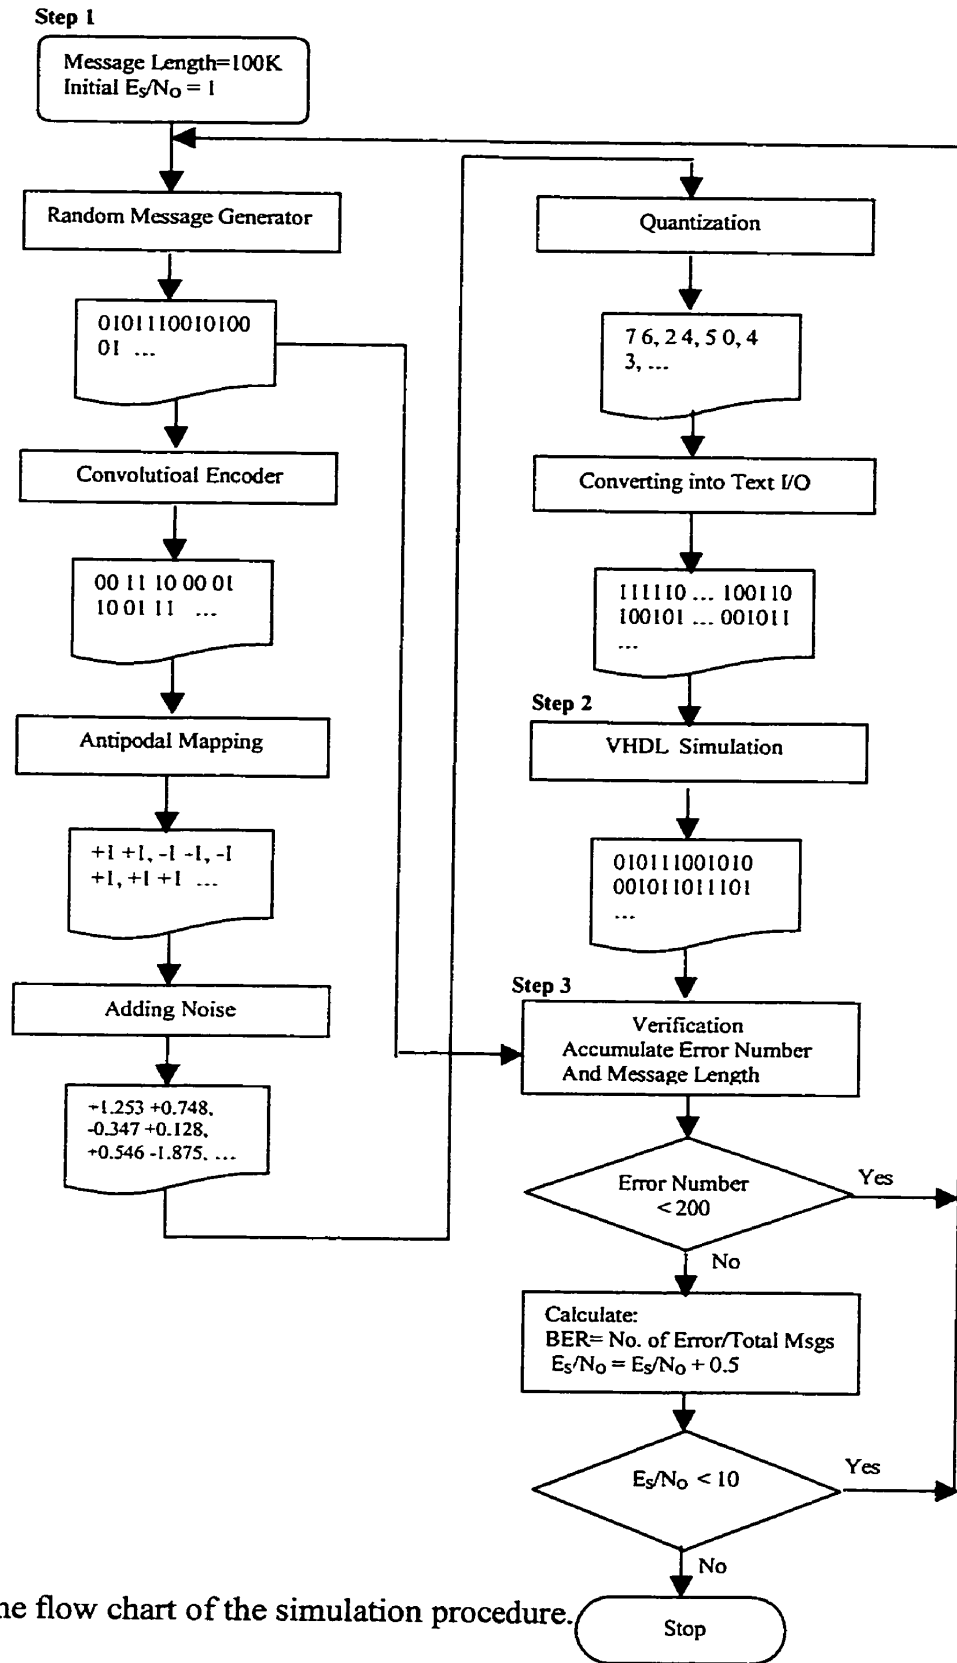 Step 1
Message Length=100K
Initial Es/No = 1
Random Message Generator
0101110010100
01 ...
Convolutioal Encoder
00 11 10 00 01
10 01 11 ...
Antipodal Mapping
+1 +1, -1 -1, -1
+1, +1 +1 ...
Adding Noise
+1.253 +0.748,
-0.347 +0.128,
+0.546 -1.875, ...
Quantization
7 6, 2 4, 5 0, 4
3, ...
Converting into Text I/O
111110 ... 100110
100101 ... 001011
...
Step 2
VHDL Simulation
010111001010
001011011101
...
Step 3
Verification
Accumulate Error Number
And Message Length
Error Number
< 200
Yes
No
Calculate:
BER= No. of Error/Total Msgs
Es/No = Es/No + 0.5
Es/No < 10
Yes
No
Stop
he flow chart of the simulation procedure.